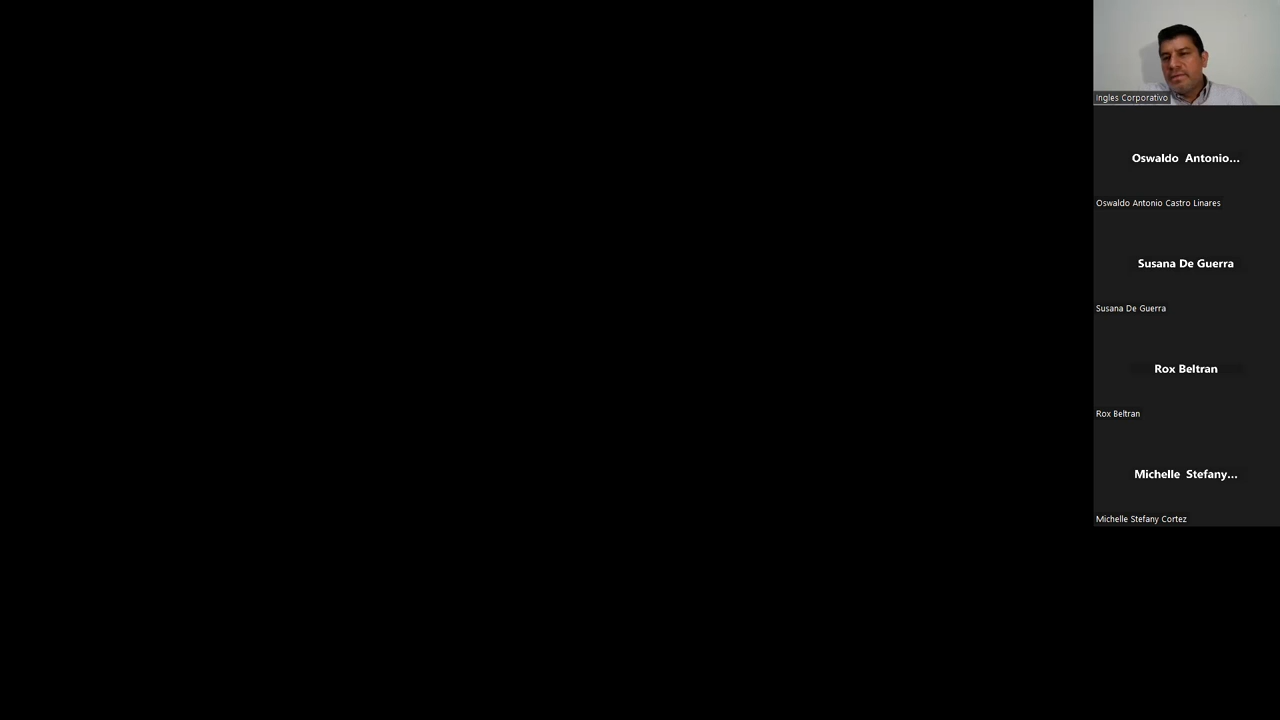 Ingles Corporativo
Oswaldo Antonio...
Oswaldo Antonio Castro Linares
Susana De Guerra
Susana De Guerra
Rox Beltran
Rox Beltran
Michelle Stefany...
Michelle Stefany Cortez